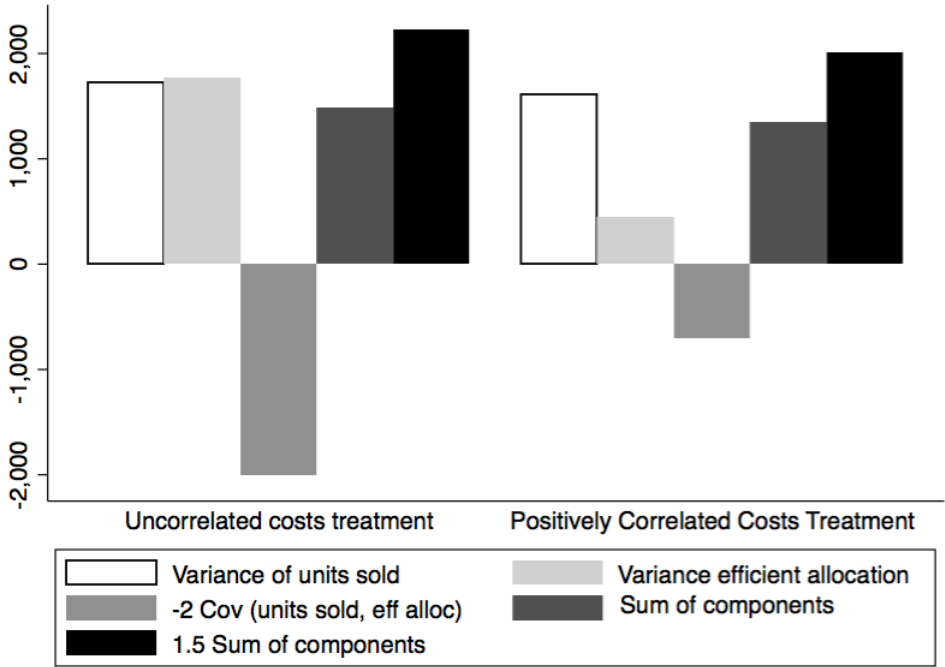 2,000
1,000
0
-1,000
-2,000
Uncorrelated costs treatment
Positively Correlated Costs Treatment
Variance of units sold
Variance efficient allocation
-2 Cov (units sold, eff alloc)
Sum of components
1.5 Sum of components